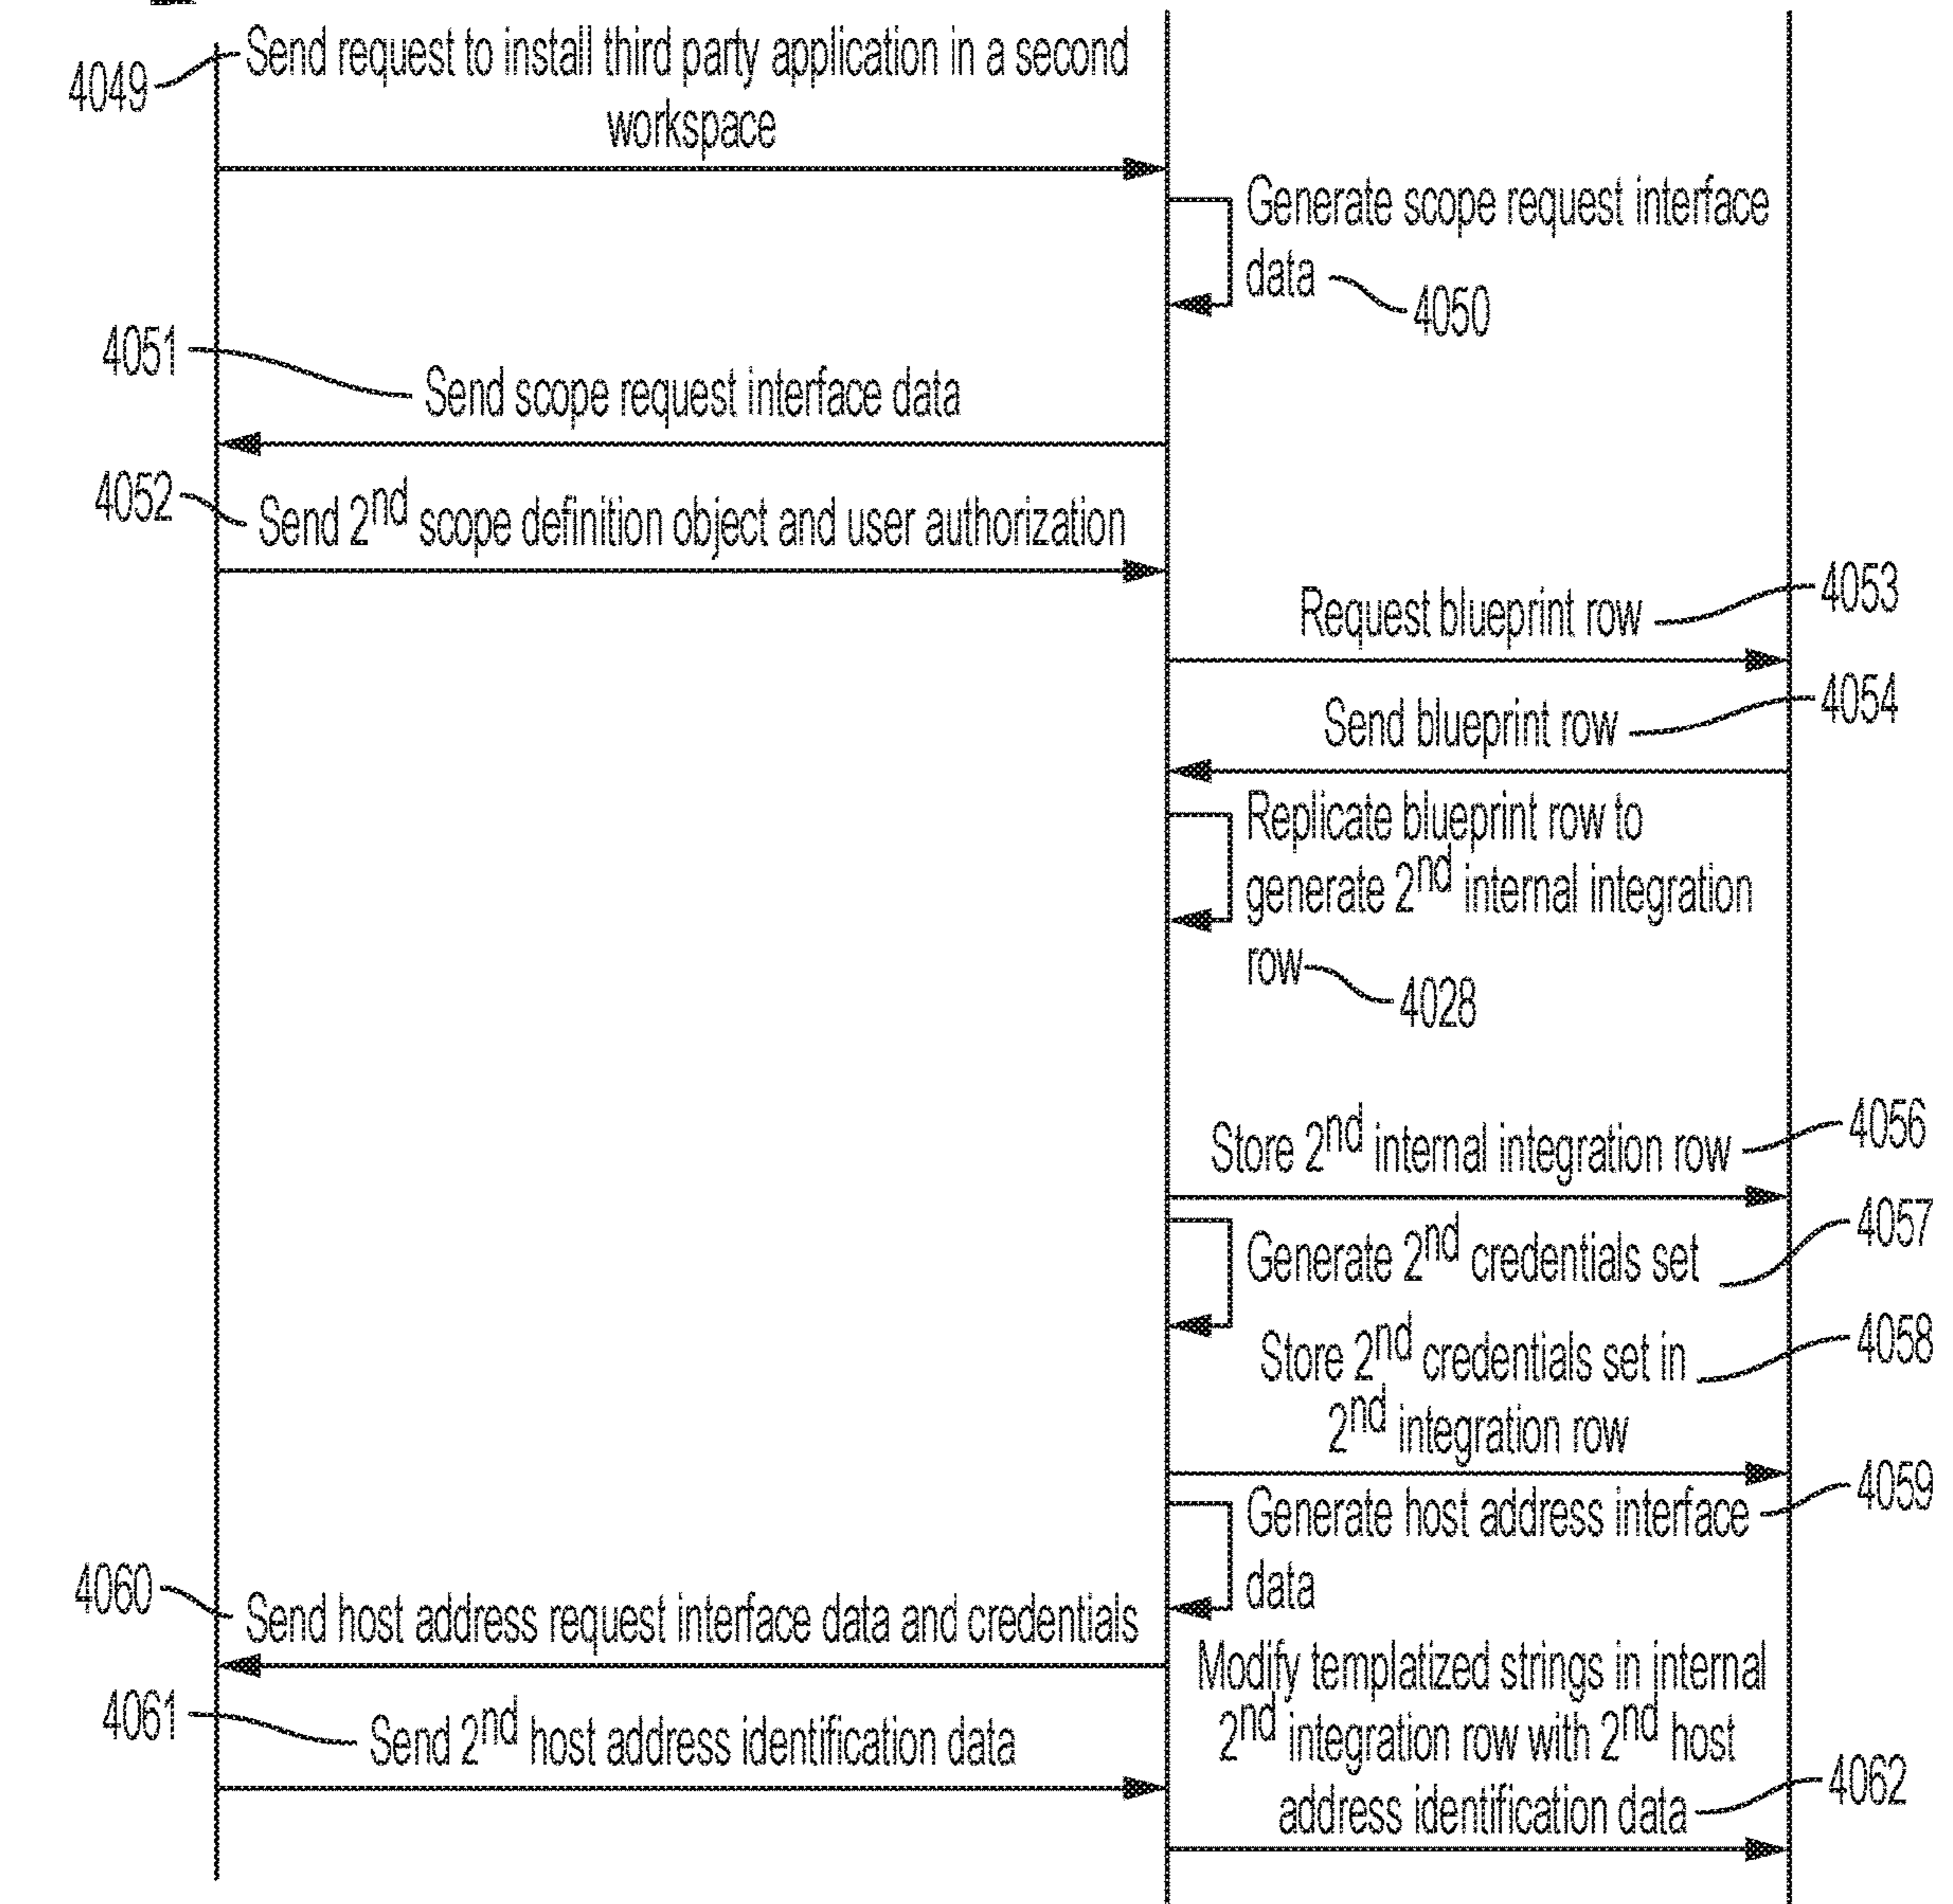 4049
Send request to install third party application in a second
workspace
Generate scope request interface
data
4050
4051
Send scope request interface data
4052
Send 2nd scope definition object and user authorization
4053
Request blueprint row
4054
Send blueprint row
Replicate blueprint row to
generate 2nd internal integration
row
4028
4056
Store 2nd internal integration row
4057
Generate 2nd credentials set
4058
Store 2nd credentials set in
2nd integration row
4059
Generate host address interface
data
4060
Send host address request interface data and credentials
4061
Send 2nd host address identification data
Modify templatized strings in internal
2nd integration row with 2nd host
address identification data
4062